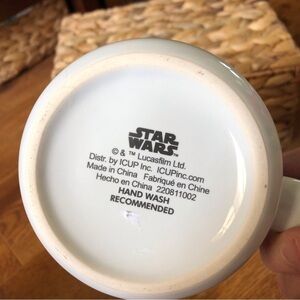 STAR
WARS™
© & ™ Lucasfilm Ltd.
Distr. by ICUP Inc. ICUPinc.com
Made in China Fabriqué en Chine
Hecho en China 220811002
HAND WASH
RECOMMENDED